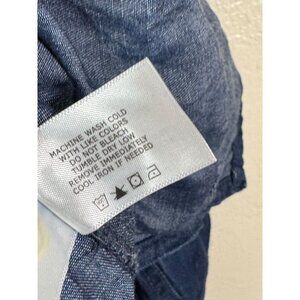 MACHINE WASH COLD
WITH LIKE COLORS
DO NOT BLEACH
TUMBLE DRY LOW
REMOVE IMMEDIATELY
COOL IRON IF NEEDED